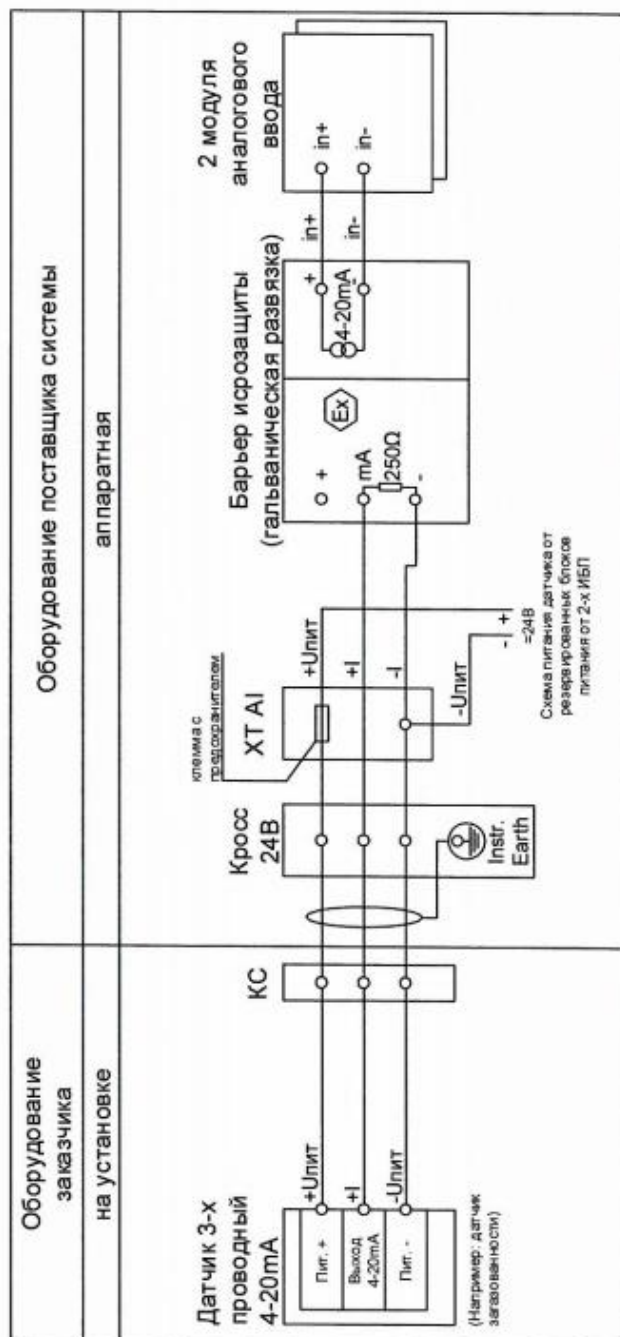 Оборудование
заказчика
Оборудование поставщика системы
на установке
аппаратная
Датчик 3-х
проводный
4-20mA
Пит. +
Выход
4-20mA
Пит. -
(Например: датчик
загазованности)
+Uпит
+I
-Uпит
КС
Кросс
24В
Instr.
Earth
клемма с
предохранителем
XT AI
+Uпит
+I
-I
-Uпит
- +
=24В
Схема питания датчика от
резервированных блоков
питания от 2-х ИБП
Барьер исрозащиты
(гальваническая развязка)
+
mA
250Ω
-
Ex
+
4-20mA
-
in+
in-
2 модуля
аналогового
ввода
in+
in-